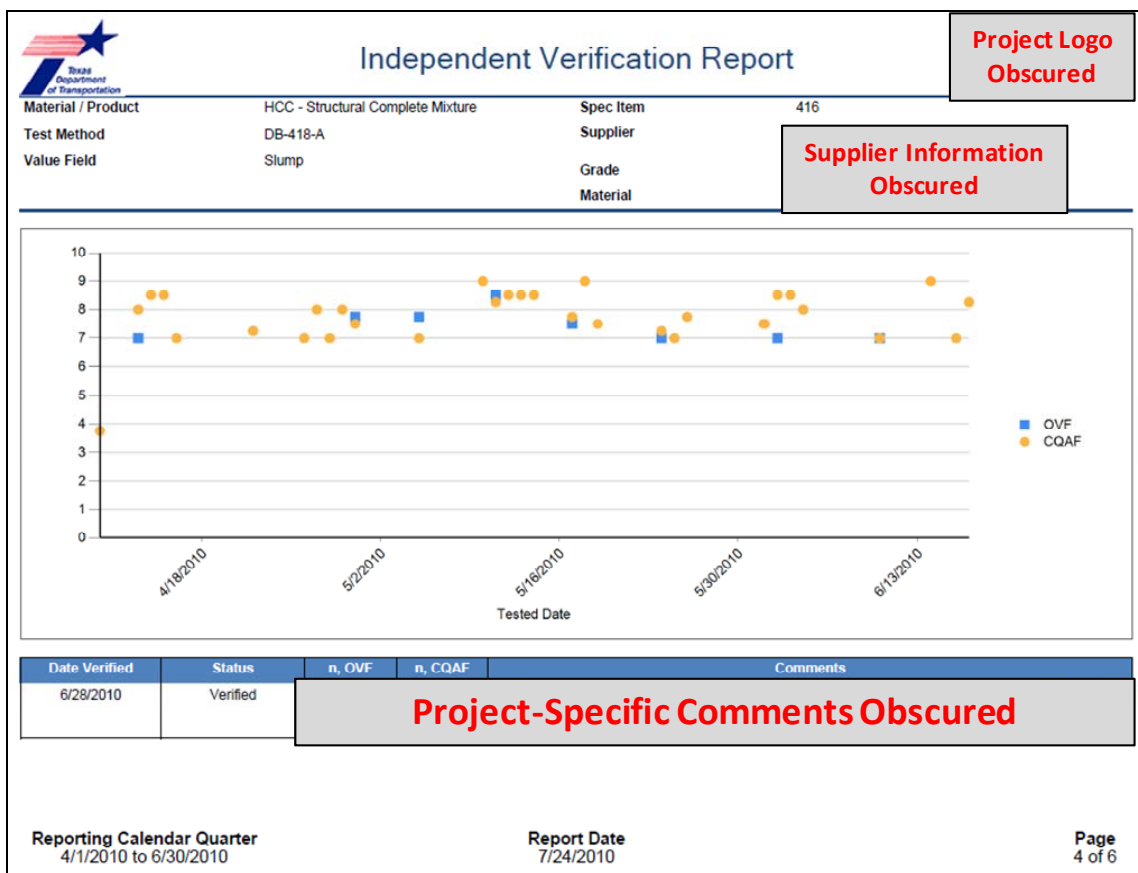 Texas
Department
of Transportation
Independent Verification Report
Project Logo
Obscured
Material / Product HCC - Structural Complete Mixture Spec Item 416
Test Method DB-418-A Supplier
Value Field Slump
Grade
Material
Supplier Information
Obscured
10
9
8
7
6
5
4
3
2
1
0
OVF
CQAF
4/18/2010 5/2/2010 5/16/2010 5/30/2010 6/13/2010
Tested Date
Date Verified Status n, OVF n, CQAF Comments
6/28/2010 Verified
Project-Specific Comments Obscured
Reporting Calendar Quarter Report Date Page
4/1/2010 to 6/30/2010 7/24/2010 4 of 6